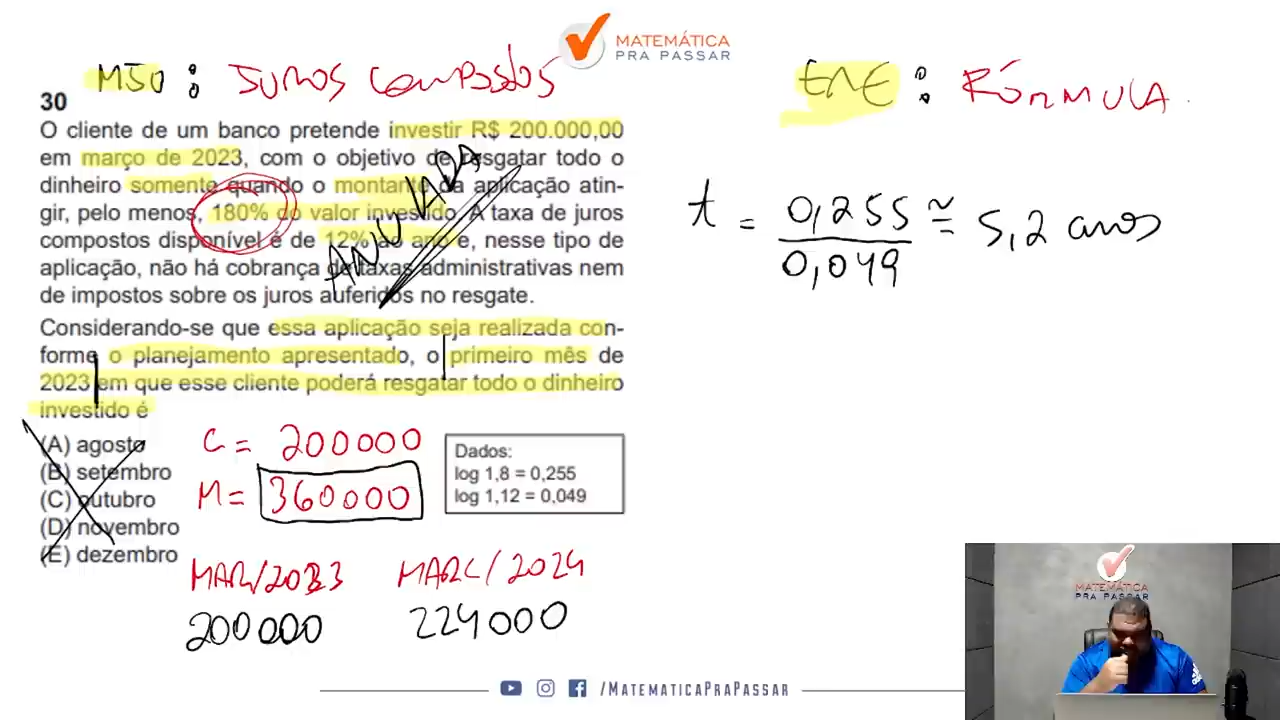 MATEMÁTICA
PRA PASSAR
MJO : JUROS COMPOSTOS
EME : FÓRMULA.
30
O cliente de um banco pretende investir R$ 200.000,00
em março de 2023, com o objetivo de resgatar todo o
dinheiro somente quando o montante da aplicação atin-
gir, pelo menos, 180% do valor investido. A taxa de juros
compostos disponível é de 12% ao ano e, nesse tipo de
aplicação, não há cobrança de taxas administrativas nem
de impostos sobre os juros auferidos no resgate.
ANULADA
Considerando-se que essa aplicação seja realizada con-
forme o planejamento apresentado, o primeiro mês de
2023 em que esse cliente poderá resgatar todo o dinheiro
investido é
(A) agosto
(B) setembro
(C) outubro
(D) novembro
(E) dezembro
C = 200000
M = 360000
Dados:
log 1,8 = 0,255
log 1,12 = 0,049
MAR/2023 MARC/2024
200000 224000
t = 0,255 ≅ 5,2 anos
0,049
MATEMÁTICA
PRA PASSAR
/MatematicaPraPassar